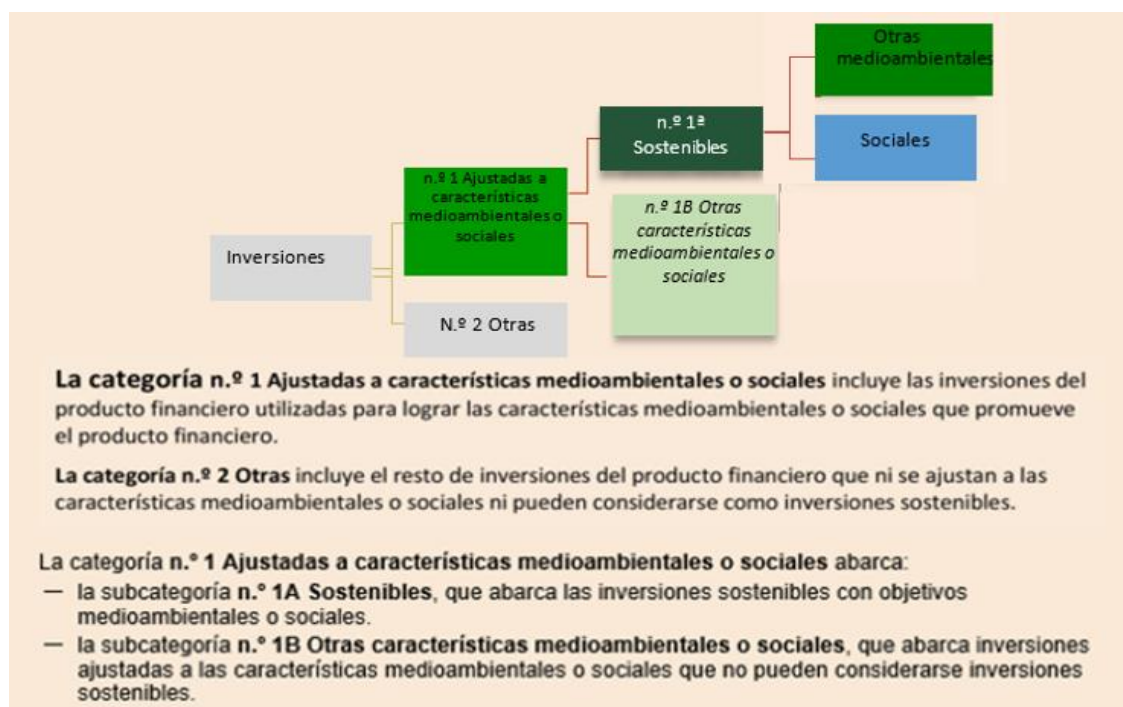 Otras
medioambientales
n.º 1ª
Sostenibles
Sociales
n.º 1 Ajustadas a
características
medioambientales o
sociales
n.º 1B Otras
características
medioambientales o
sociales
Inversiones
N.º 2 Otras
La categoría n.º 1 Ajustadas a características medioambientales o sociales incluye las inversiones del
producto financiero utilizadas para lograr las características medioambientales o sociales que promueve
el producto financiero.
La categoría n.º 2 Otras incluye el resto de inversiones del producto financiero que ni se ajustan a las
características medioambientales o sociales ni pueden considerarse como inversiones sostenibles.
La categoría n.º 1 Ajustadas a características medioambientales o sociales abarca:
— la subcategoría n.º 1A Sostenibles, que abarca las inversiones sostenibles con objetivos
medioambientales o sociales.
— la subcategoría n.º 1B Otras características medioambientales o sociales, que abarca inversiones
ajustadas a las características medioambientales o sociales que no pueden considerarse inversiones
sostenibles.